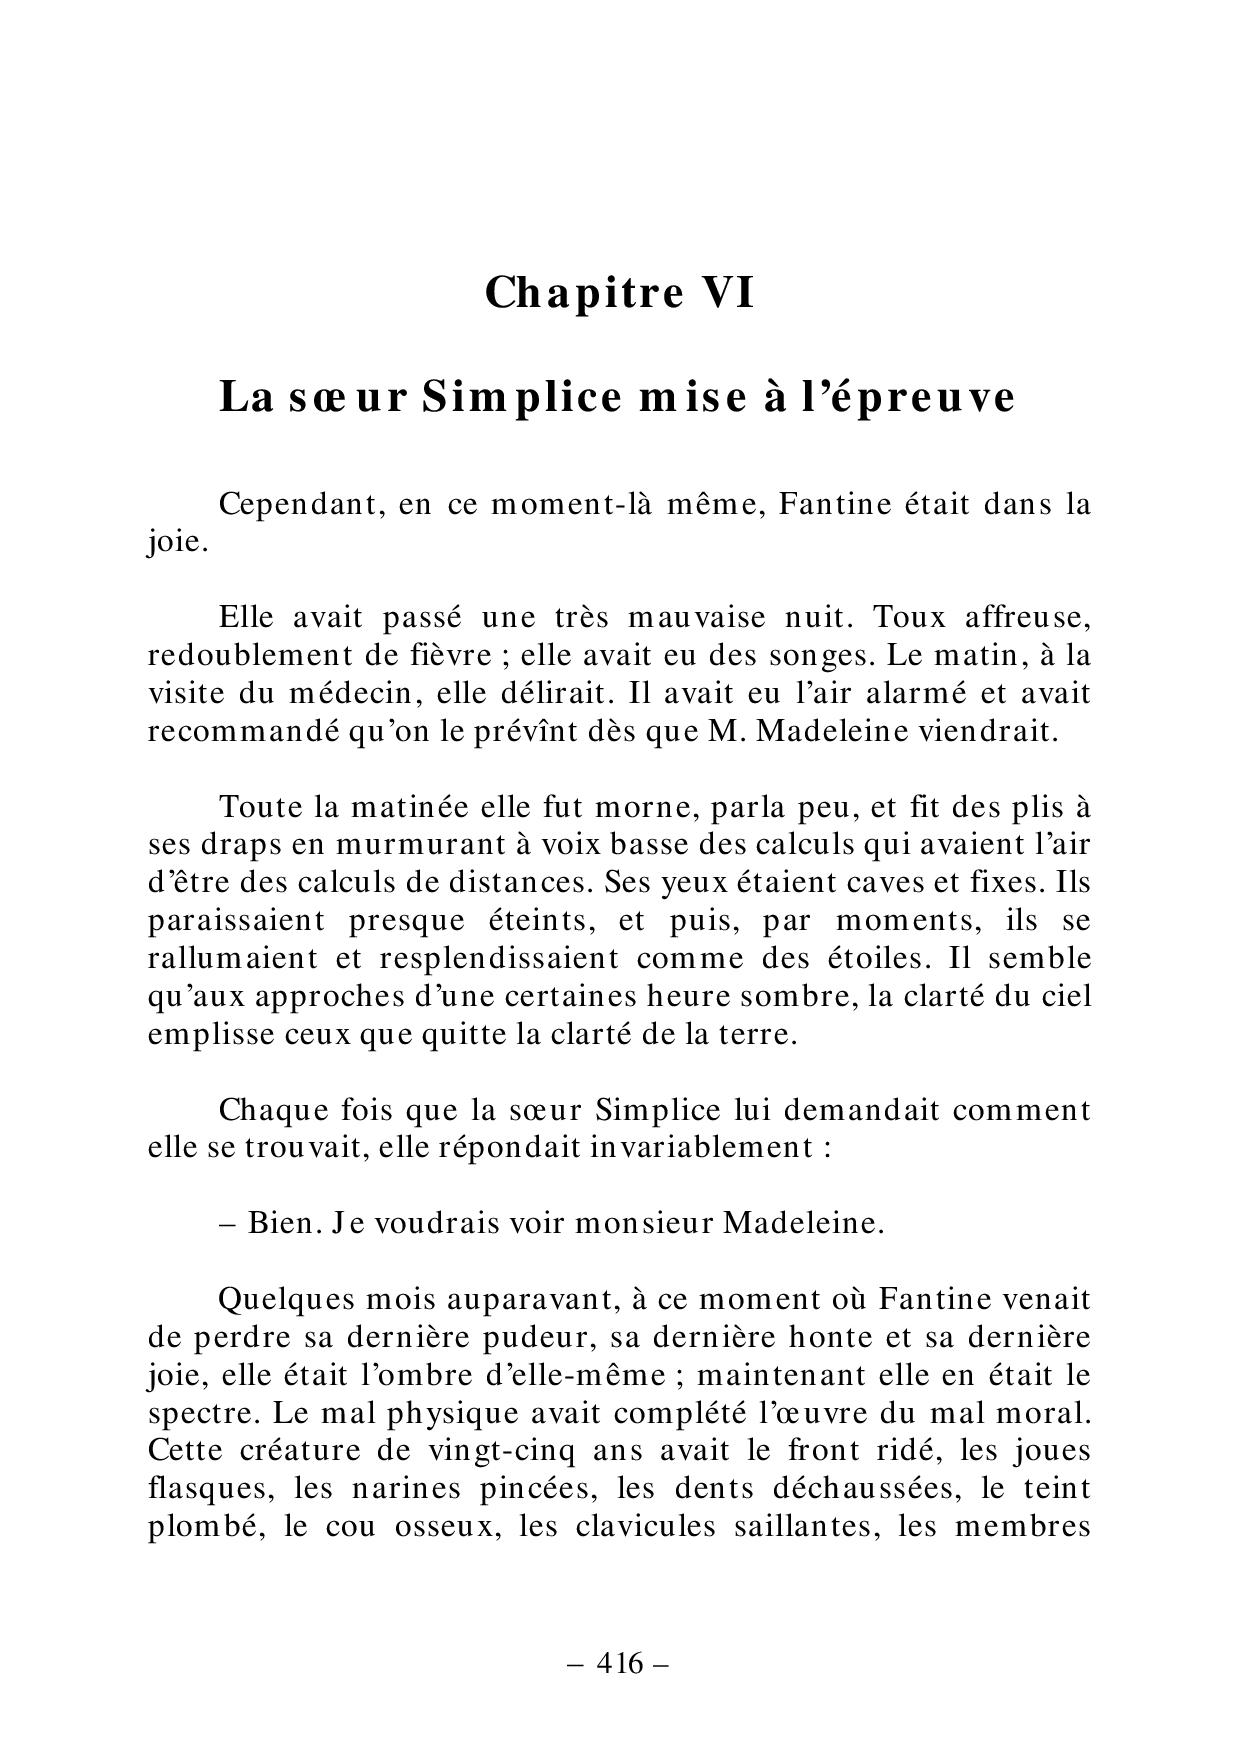 Chapitre VI
La sœur Simplice mise à l’épreuve
Cependant, en ce moment-là même, Fantine était dans la
joie.
Elle avait passé une très mauvaise nuit. Toux affreuse,
redoublement de fièvre ; elle avait eu des songes. Le matin, à la
visite du médecin, elle délirait. Il avait eu l’air alarmé et avait
recommandé qu’on le prévînt dès que M. Madeleine viendrait.
Toute la matinée elle fut morne, parla peu, et fit des plis à
ses draps en murmurant à voix basse des calculs qui avaient l’air
d’être des calculs de distances. Ses yeux étaient caves et fixes. Ils
paraissaient presque éteints, et puis, par moments, ils se
rallumaient et resplendissaient comme des étoiles. Il semble
qu’aux approches d’une certaines heure sombre, la clarté du ciel
emplisse ceux que quitte la clarté de la terre.
Chaque fois que la sœur Simplice lui demandait comment
elle se trouvait, elle répondait invariablement :
– Bien. Je voudrais voir monsieur Madeleine.
Quelques mois auparavant, à ce moment où Fantine venait
de perdre sa dernière pudeur, sa dernière honte et sa dernière
joie, elle était l’ombre d’elle-même ; maintenant elle en était le
spectre. Le mal physique avait complété l’œuvre du mal moral.
Cette créature de vingt-cinq ans avait le front ridé, les joues
flasques, les narines pincées, les dents déchaussées, le teint
plombé, le cou osseux, les clavicules saillantes, les membres
– 416 –